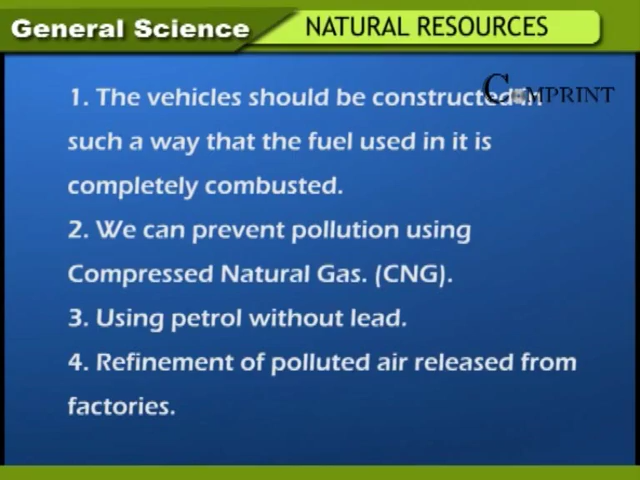 General Science
NATURAL RESOURCES
COMPRINT
1. The vehicles should be constructed in
such a way that the fuel used in it is
completely combusted.
2. We can prevent pollution using
Compressed Natural Gas. (CNG).
3. Using petrol without lead.
4. Refinement of polluted air released from
factories.